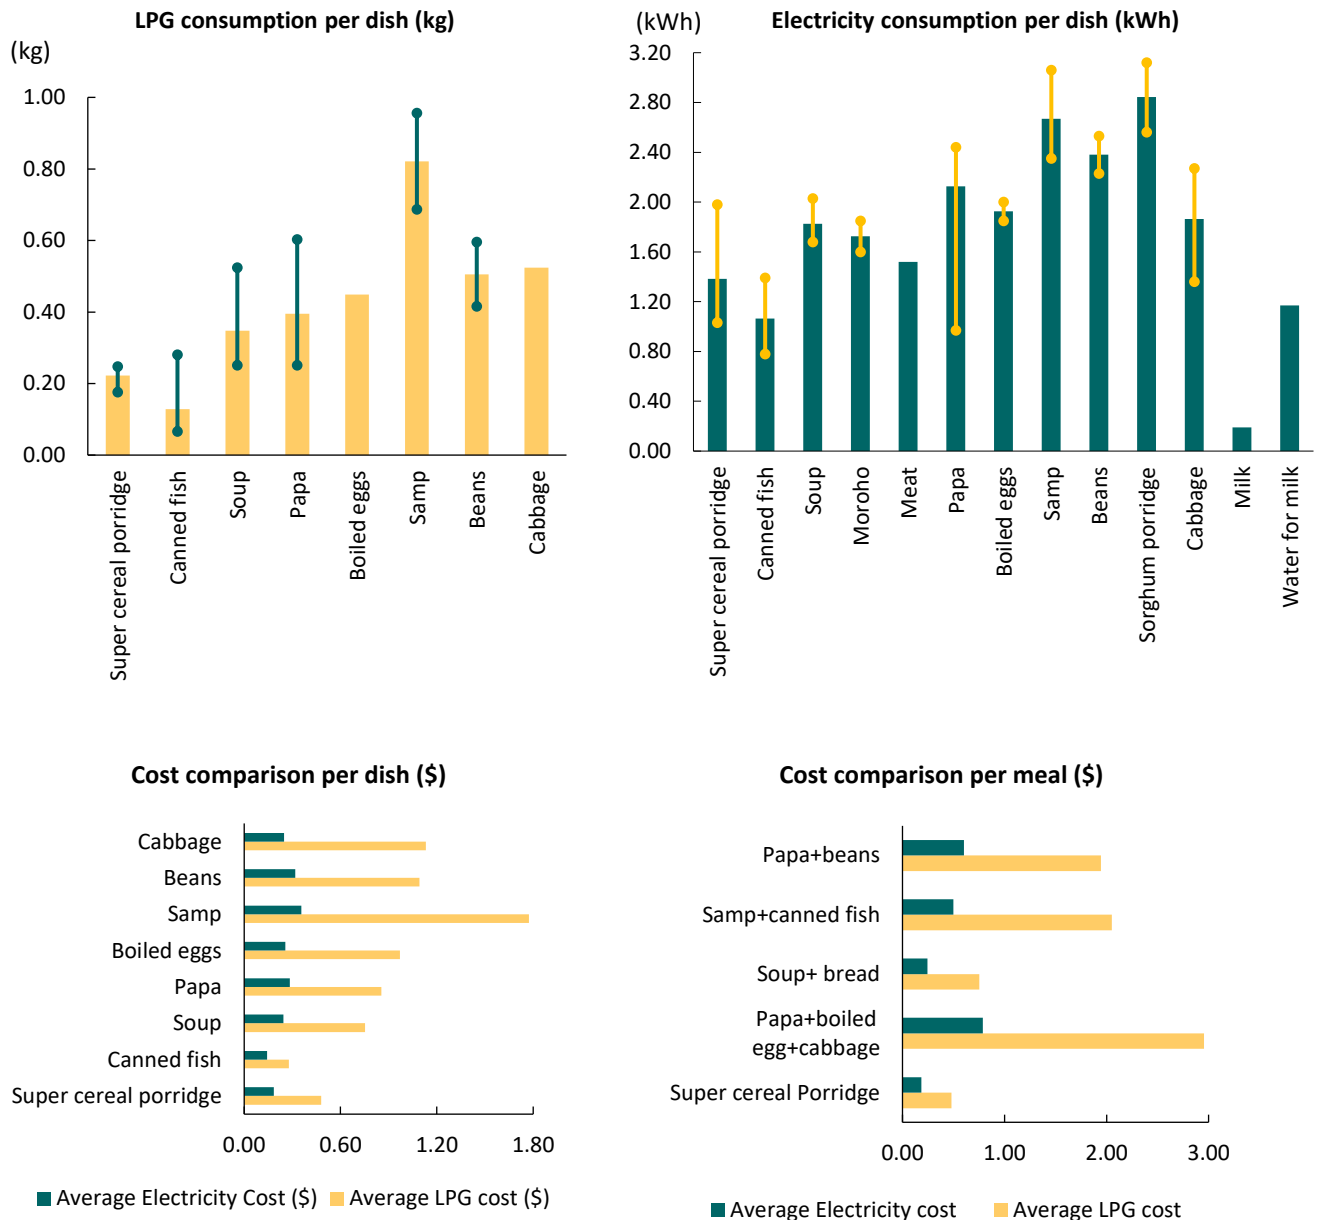 LPG consumption per dish (kg)
(kg)
1.00
0.80
0.60
0.40
0.20
0.00
Super cereal porridge
Canned fish
Soup
Papa
Boiled eggs
Samp
Beans
Cabbage
Electricity consumption per dish (kWh)
(kWh)
3.20
2.80
2.40
2.00
1.60
1.20
0.80
0.40
0.00
Super cereal porridge
Canned fish
Soup
Moroho
Meat
Papa
Boiled eggs
Samp
Beans
Sorghum porridge
Cabbage
Milk
Water for milk
Cost comparison per dish ($)
Cabbage
Beans
Samp
Boiled eggs
Papa
Soup
Canned fish
Super cereal porridge
0.00 0.60 1.20 1.80
Average Electricity Cost ($) Average LPG cost ($)
Cost comparison per meal ($)
Papa+beans
Samp+canned fish
Soup+ bread
Papa+boiled
egg+cabbage
Super cereal Porridge
0.00 1.00 2.00 3.00
Average Electricity cost Average LPG cost